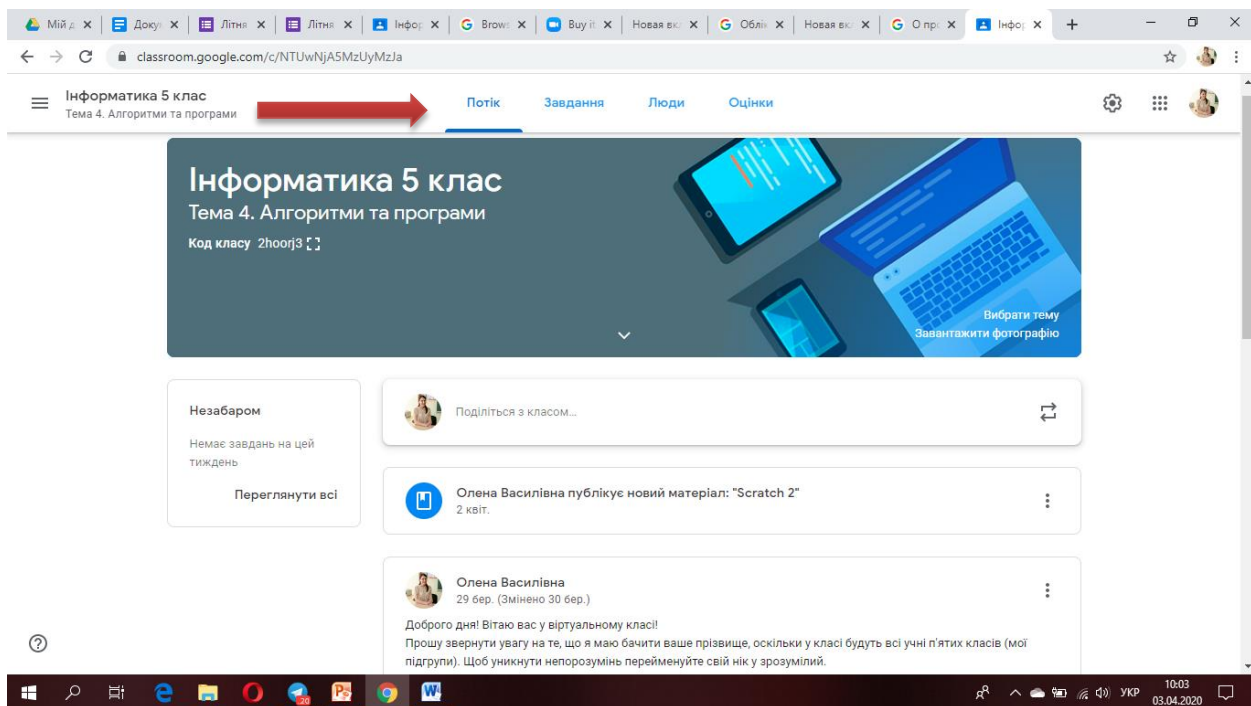 Мій д
Доку
Літня
Літня
Інфор
Brows
Buy it
Новая вкл
Облік
Новая вкл
О про
Інфор
classroom.google.com/c/NTUwNjA5MzUyMzJa
Інформатика 5 клас
Тема 4. Алгоритми та програми
Потік Завдання Люди Оцінки
Інформатика 5 клас
Тема 4. Алгоритми та програми
Код класу 2hoorj3
Вибрати тему
Завантажити фотографію
Незабаром
Немає завдань на цей
тиждень
Переглянути всі
Поділіться з класом...
Олена Василівна публікує новий матеріал: "Scratch 2"
2 квіт.
Олена Василівна
29 бер. (Змінено 30 бер.)
Доброго дня! Вітаю вас у віртуальному класі!
Прошу звернути увагу на те, що я маю бачити ваше прізвище, оскільки у класі будуть всі учні п'ятих класів (мої
підгрупи). Щоб уникнути непорозумінь перейменуйте свій нік у зрозумілий.
20
УКР
10:03
03.04.2020